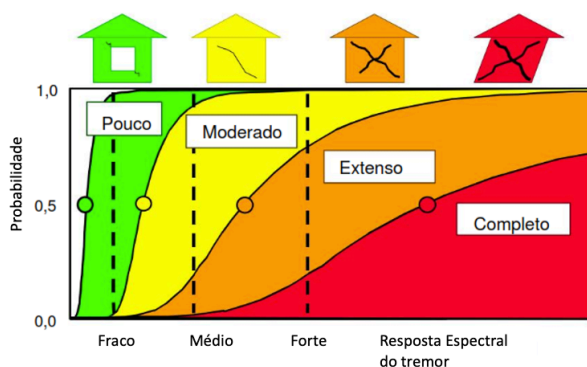 1,0
Pouco
Moderado
Extenso
Completo
Probabilidade
0,5
0,0
Fraco
Médio
Forte
Resposta Espectral
do tremor